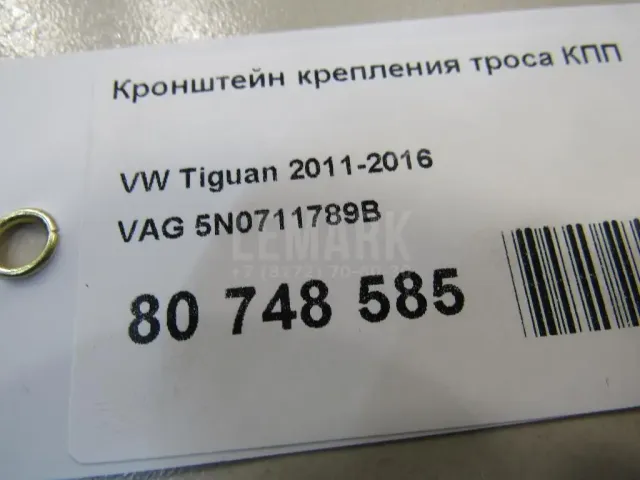 Кронштейн крепления троса КПП
VW Tiguan 2011-2016
VAG 5N0711789B
LEMARK
80 748 585